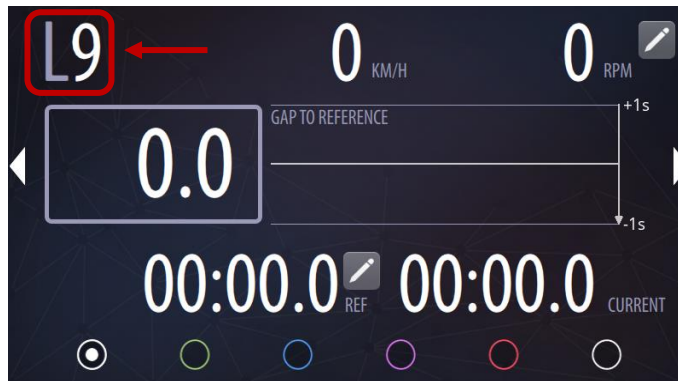 L9 0 KM/H 0 RPM
GAP TO REFERENCE +1s
0.0
-1s
00:00.0 REF 00:00.0 CURRENT